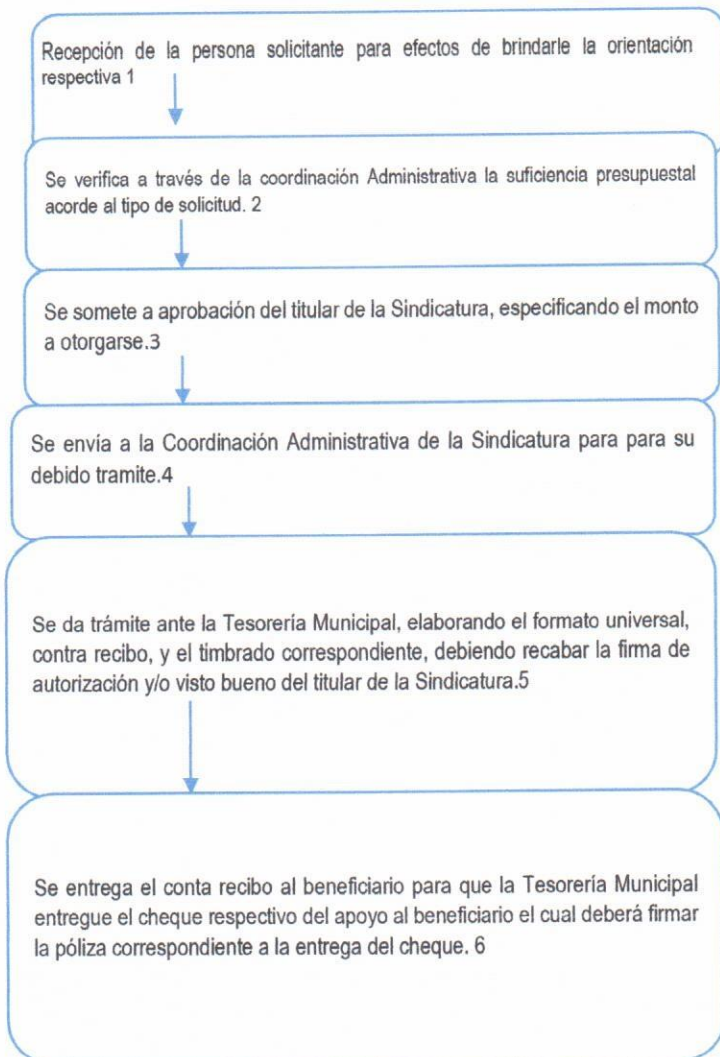 Recepción de la persona solicitante para efectos de brindarle la orientación
respectiva 1
Se verifica a través de la coordinación Administrativa la suficiencia presupuestal
acorde al tipo de solicitud. 2
Se somete a aprobación del titular de la Sindicatura, especificando el monto
a otorgarse.3
Se envía a la Coordinación Administrativa de la Sindicatura para para su
debido tramite.4
Se da trámite ante la Tesorería Municipal, elaborando el formato universal,
contra recibo, y el timbrado correspondiente, debiendo recabar la firma de
autorización y/o visto bueno del titular de la Sindicatura.5
Se entrega el conta recibo al beneficiario para que la Tesorería Municipal
entregue el cheque respectivo del apoyo al beneficiario el cual deberá firmar
la póliza correspondiente a la entrega del cheque. 6